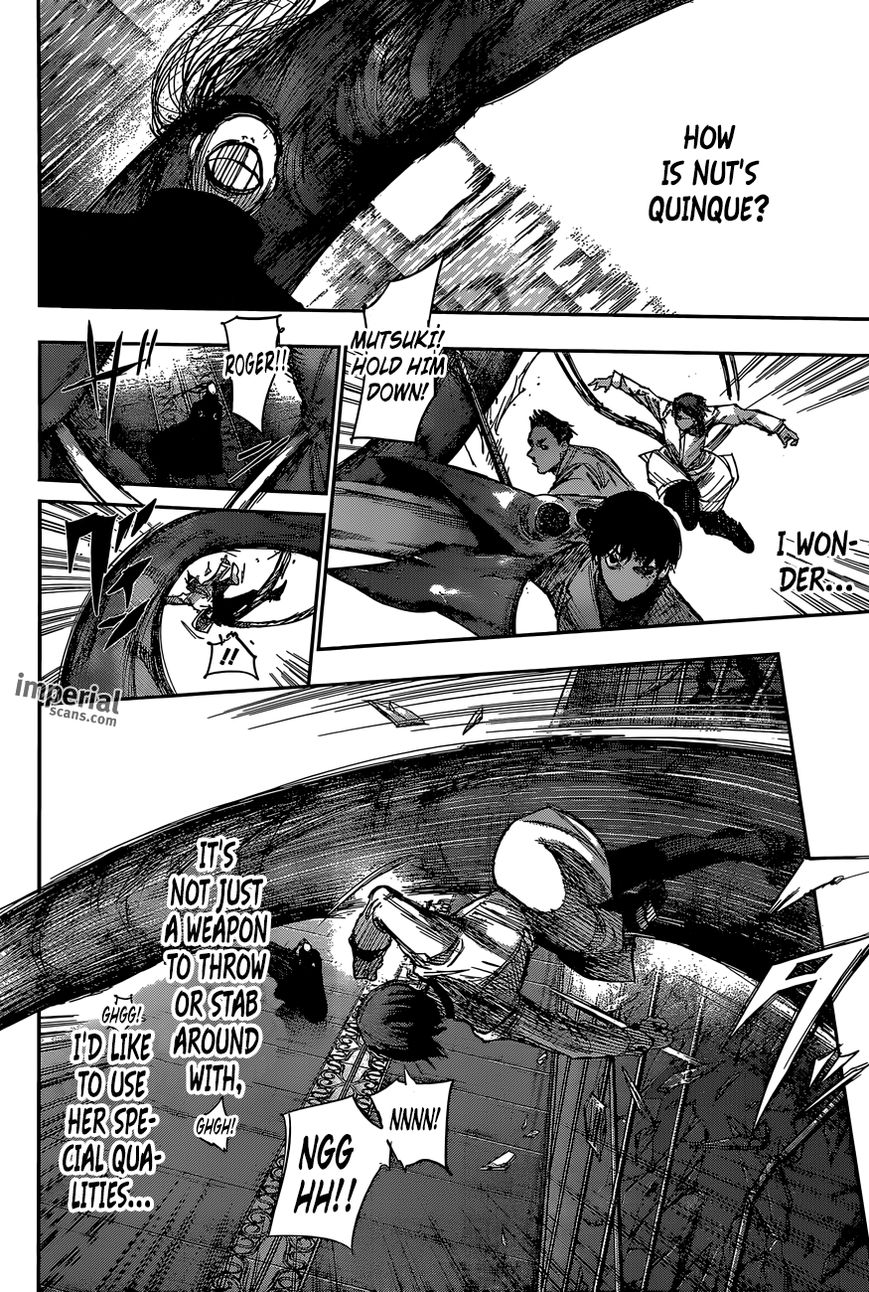 HOW
IS NUT'S
QUINQUE?
MUTSUKI!
HOLD HIM
DOWN!
ROGER!!
I WON-
DER...
!!
imperial
scans.com
IT'S
NOT JUST
A WEAPON
TO THROW
OR STAB
AROUND
WITH,
GHGG!
I'D LIKE
TO USE
HER SPE-
CIAL QUA-
LITIES...
GHGH!
NNNN!
NGG
HH!!